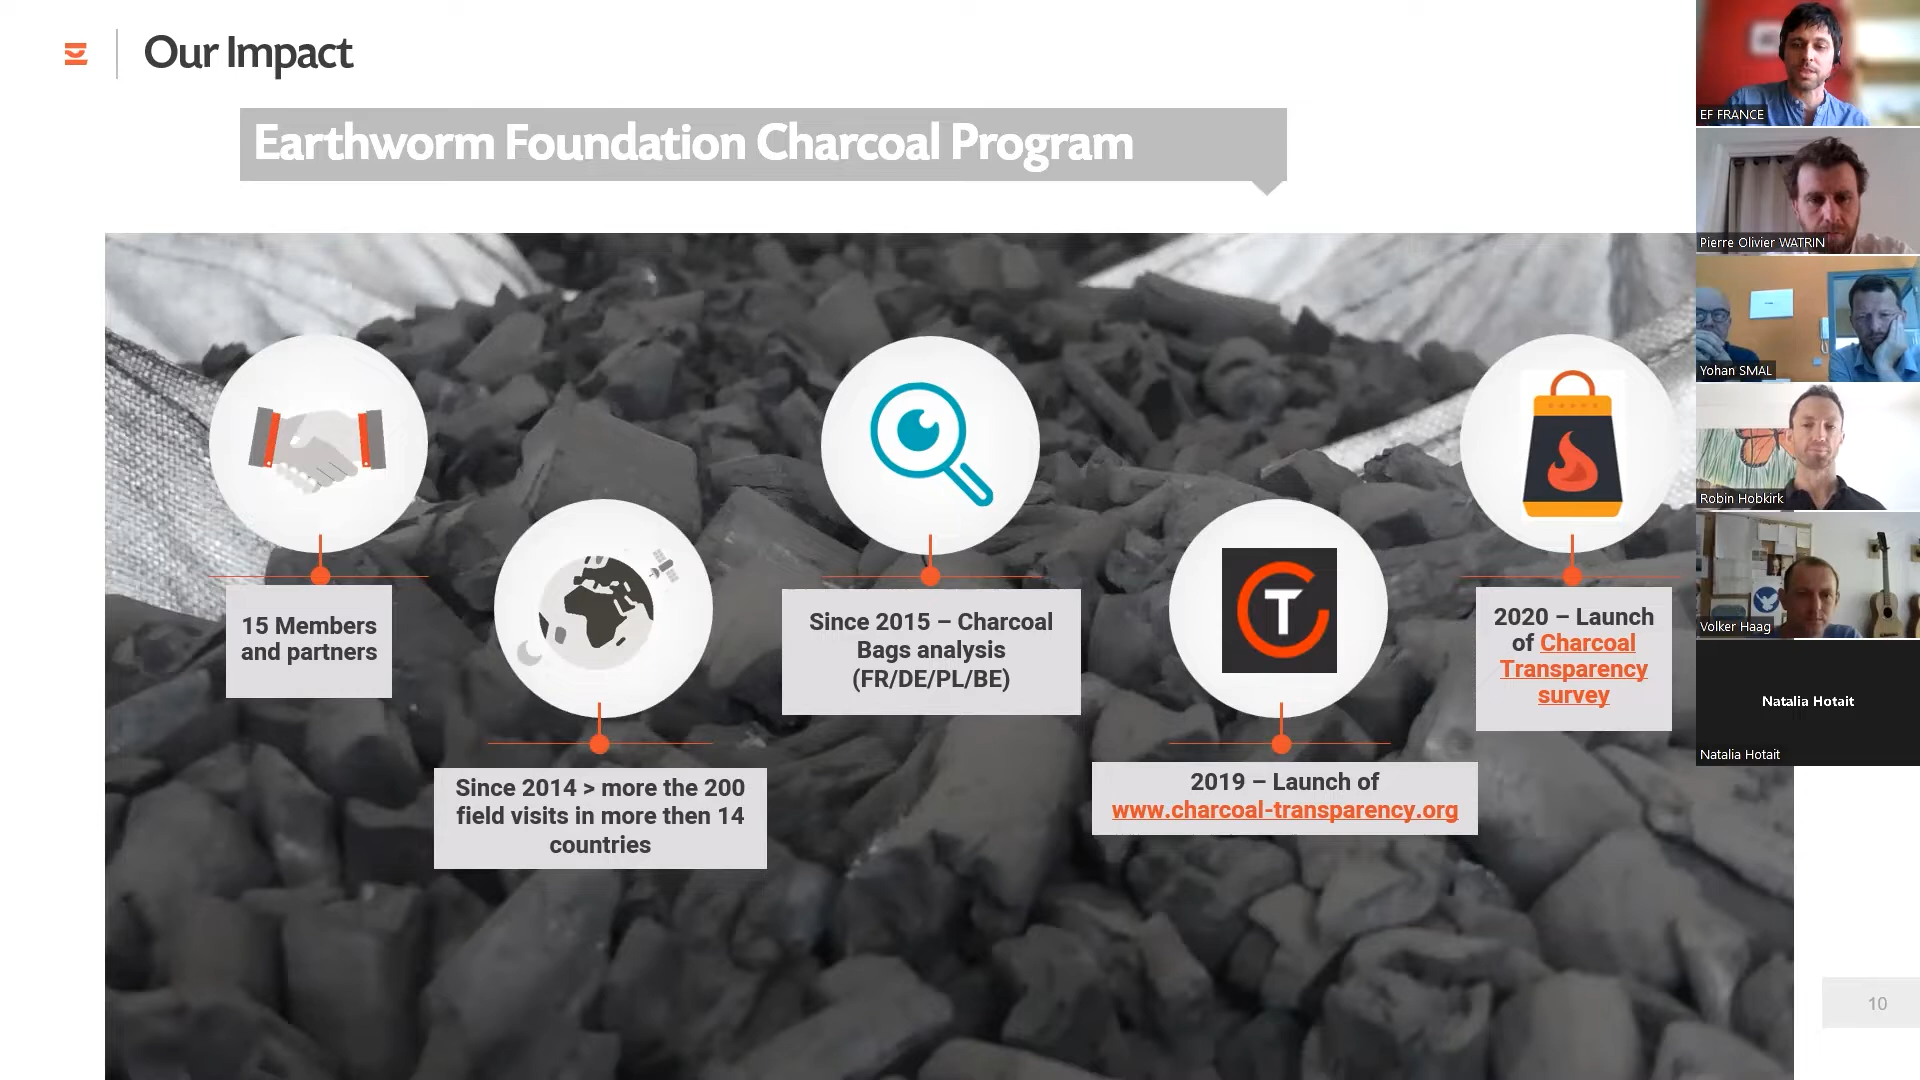 Our Impact
Earthworm Foundation Charcoal Program
15 Members
and partners
Since 2014 > more the 200
field visits in more then 14
countries
Since 2015 – Charcoal
Bags analysis
(FR/DE/PL/BE)
T
2019 – Launch of
www.charcoal-transparency.org
2020 – Launch
of Charcoal
Transparency
survey
EF FRANCE
Pierre Olivier WATRIN
Yohan SMAL
Robin Hobkirk
Volker Haag
Natalia Hotait
Natalia Hotait
10